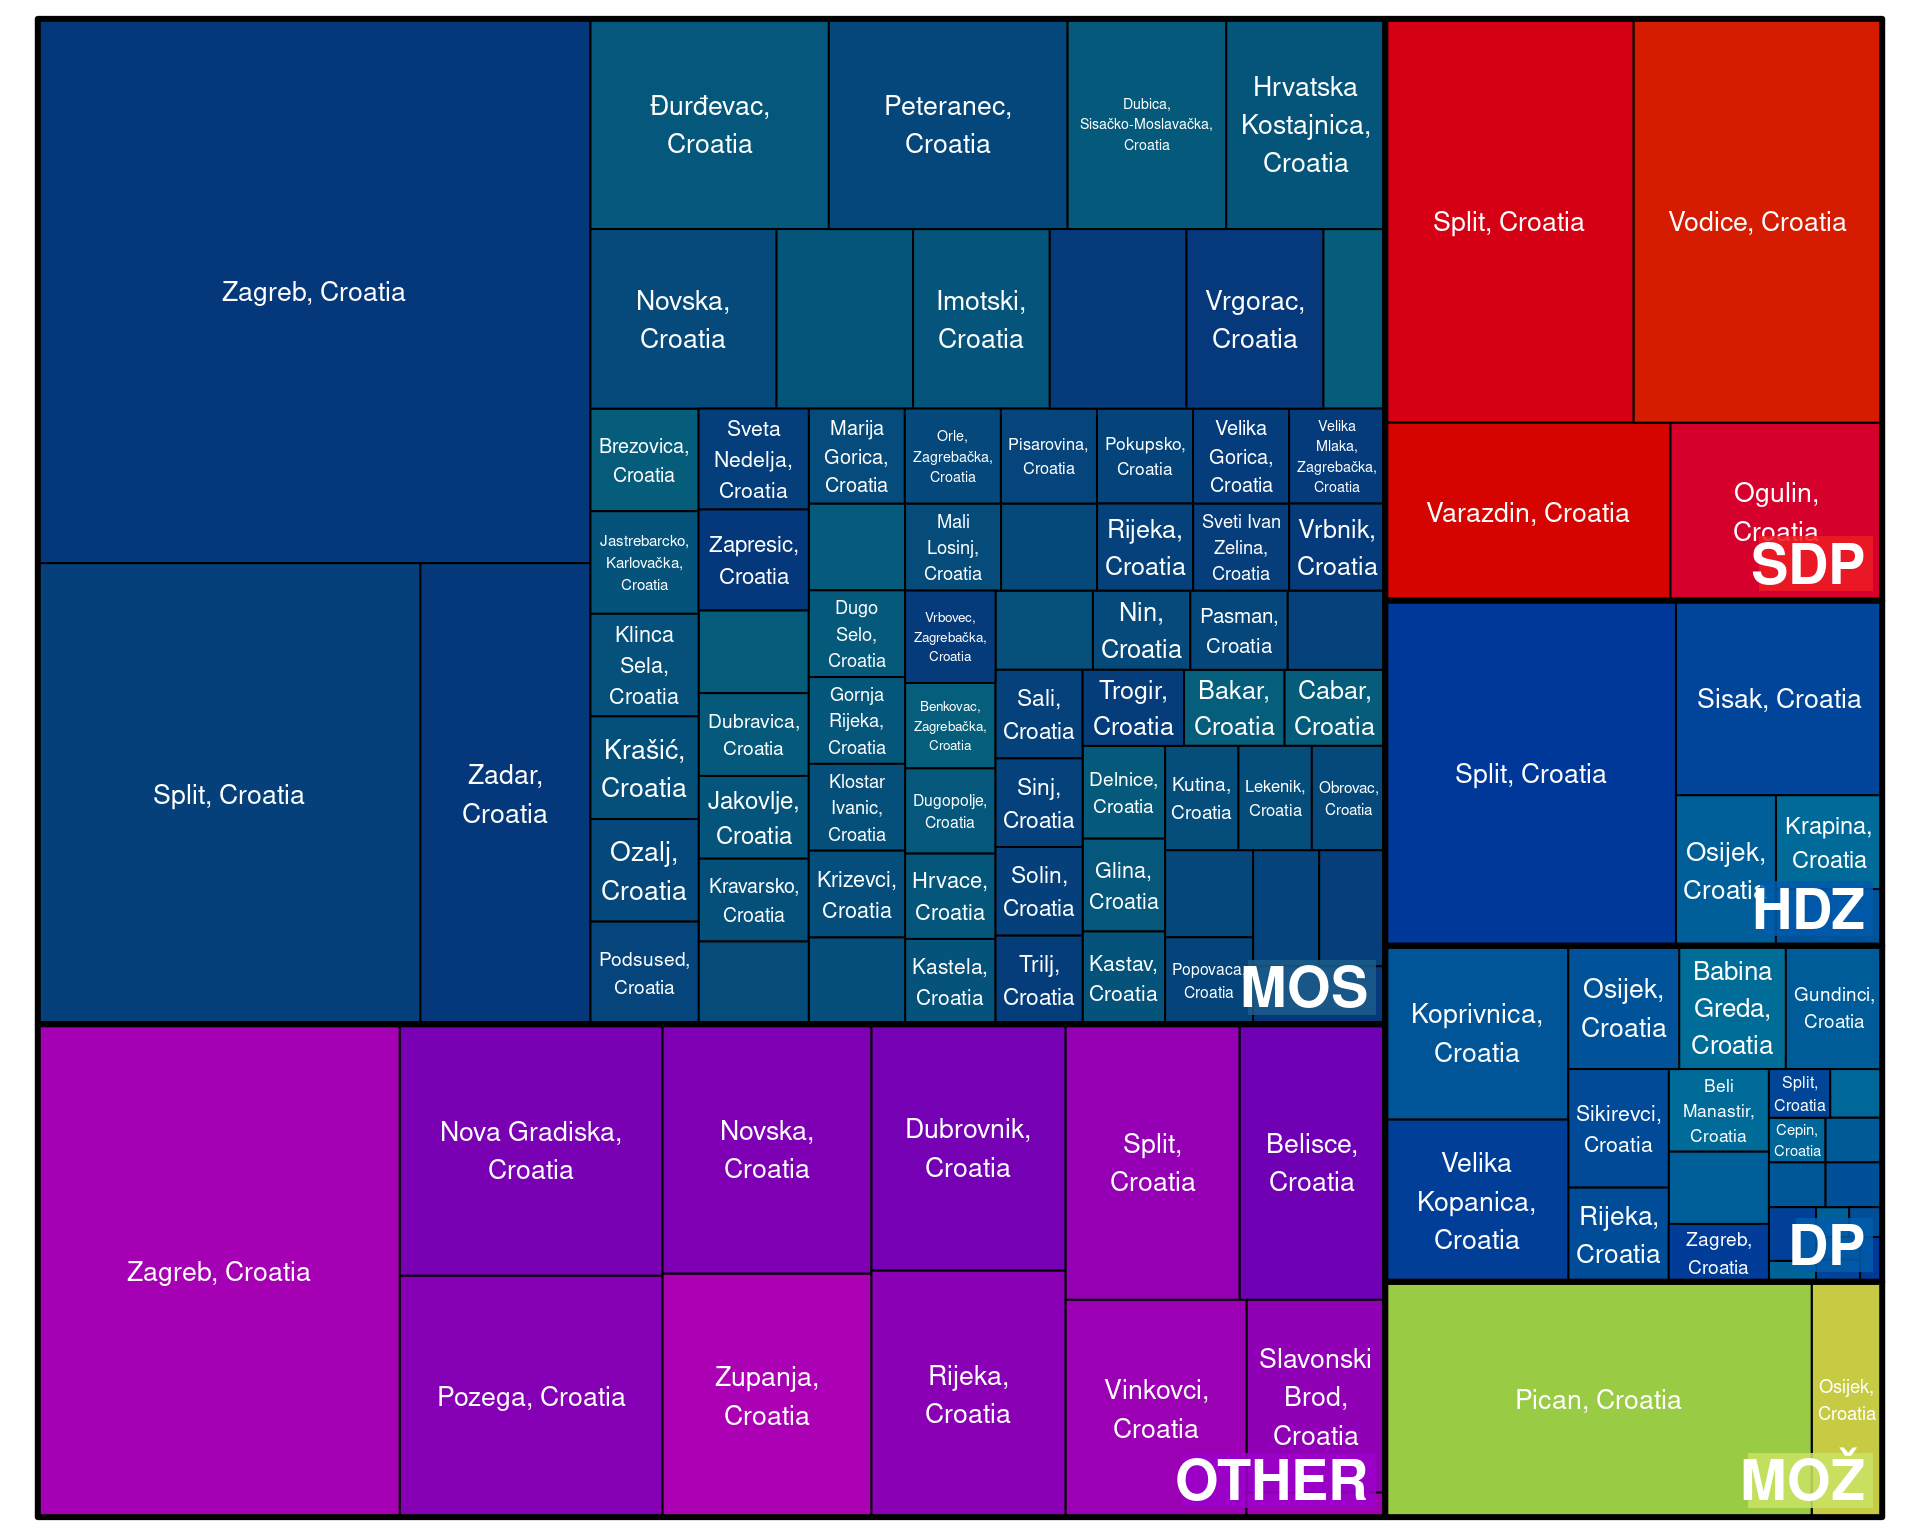 Zagreb, Croatia
Split, Croatia
Zadar,
Croatia
Đurđevac,
Croatia
Peteranec,
Croatia
Dubica,
Sisačko-Moslavačka,
Croatia
Hrvatska
Kostajnica,
Croatia
Novska,
Croatia
Imotski,
Croatia
Vrgorac,
Croatia
Brezovica,
Croatia
Jastrebarcko,
Karlovačka,
Croatia
Klinca
Sela,
Croatia
Krašić,
Croatia
Ozalj,
Croatia
Podsused,
Croatia
Sveta
Nedelja,
Croatia
Zapresic,
Croatia
Dubravica,
Croatia
Jakovlje,
Croatia
Kravarsko,
Croatia
Marija
Gorica,
Croatia
Dugo
Selo,
Croatia
Gornja
Rijeka,
Croatia
Klostar
Ivanic,
Croatia
Krizevci,
Croatia
Orle,
Zagrebačka,
Croatia
Pisarovina,
Croatia
Pokupsko,
Croatia
Velika
Gorica,
Croatia
Velika
Mlaka,
Zagrebačka,
Croatia
Mali
Losinj,
Croatia
Rijeka,
Croatia
Sveti Ivan
Zelina,
Croatia
Vrbnik,
Croatia
Vrbovec,
Zagrebačka,
Croatia
Benkovac,
Zagrebačka,
Croatia
Dugopolje,
Croatia
Hrvace,
Croatia
Kastela,
Croatia
Nin,
Croatia
Pasman,
Croatia
Sali,
Croatia
Sinj,
Croatia
Solin,
Croatia
Trilj,
Croatia
Trogir,
Croatia
Bakar,
Croatia
Cabar,
Croatia
Delnice,
Croatia
Glina,
Croatia
Kastav,
Croatia
Kutina,
Croatia
Lekenik,
Croatia
Obrovac,
Croatia
Popovaca
Croatia
MOS
Zagreb, Croatia
Nova Gradiska,
Croatia
Pozega, Croatia
Novska,
Croatia
Zupanja,
Croatia
Dubrovnik,
Croatia
Rijeka,
Croatia
Split,
Croatia
Belisce,
Croatia
Vinkovci,
Croatia
Slavonski
Brod,
Croatia
OTHER
Split, Croatia
Vodice, Croatia
Varazdin, Croatia
Ogulin,
Croatia
SDP
Split, Croatia
Sisak, Croatia
Osijek,
Croatia
Krapina,
Croatia
HDZ
Koprivnica,
Croatia
Velika
Kopanica,
Croatia
Osijek,
Croatia
Babina
Greda,
Croatia
Gundinci,
Croatia
Sikirevci,
Croatia
Rijeka,
Croatia
Beli
Manastir,
Croatia
Zagreb,
Croatia
Split,
Croatia
Cepin,
Croatia
DP
Pican, Croatia
Osijek,
Croatia
MOŽ